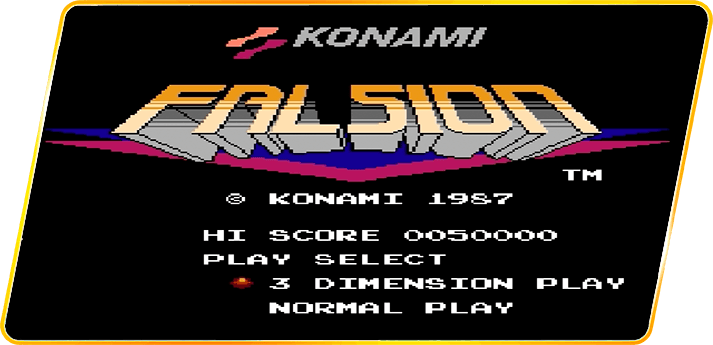 KONAMI
FALSION
TM
© KONAMI 1987
HI SCORE 0050000
PLAY SELECT
3 DIMENSION PLAY
NORMAL PLAY